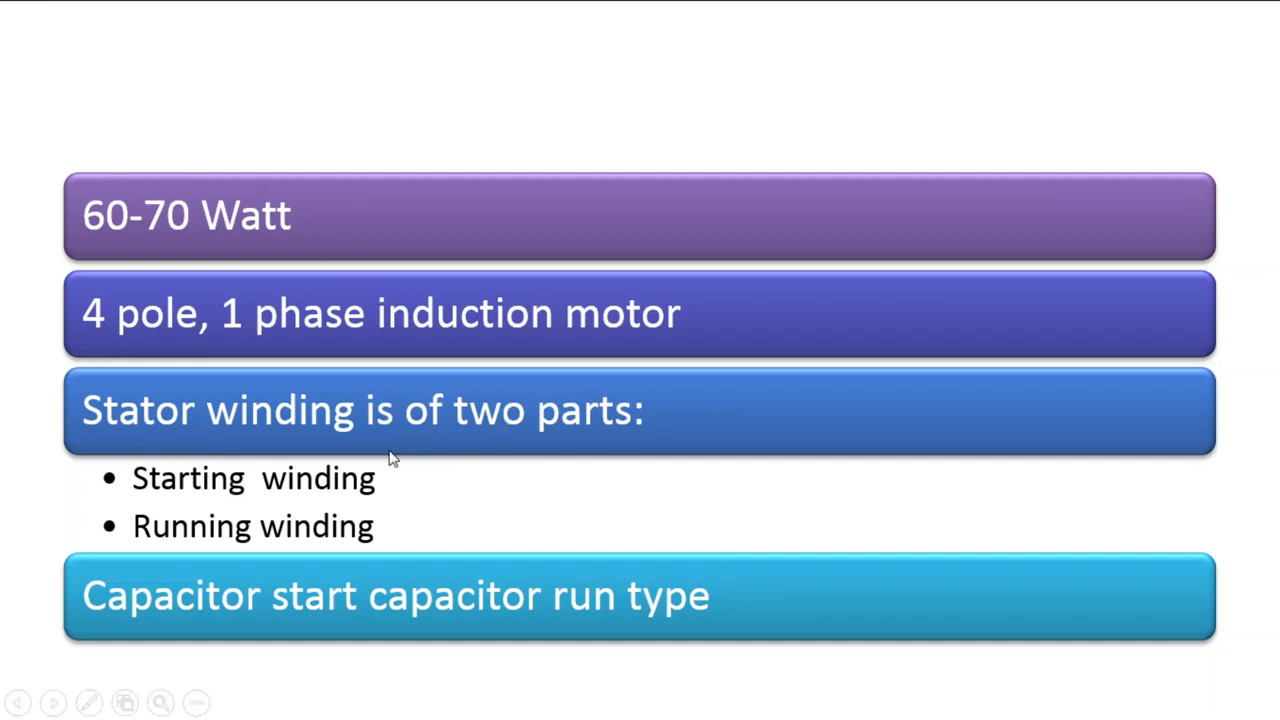 60-70 Watt
4 pole, 1 phase induction motor
Stator winding is of two parts:
• Starting  winding
• Running winding
Capacitor start capacitor run type